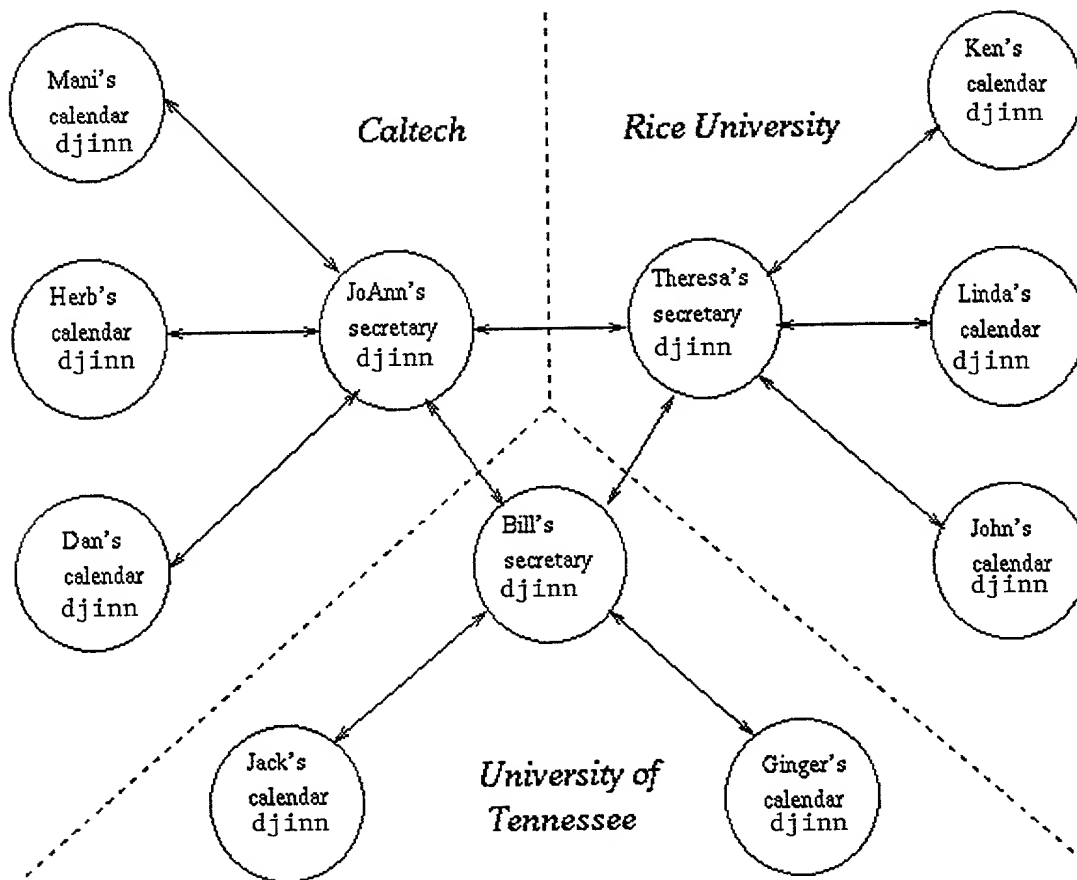 Mani's
calendar
djinn
Caltech
Rice University
Ken's
calendar
djinn
Herb's
calendar
djinn
JoAnn's
secretary
djinn
Theresa's
secretary
djinn
Linda's
calendar
djinn
Dan's
calendar
djinn
Bill's
secretary
djinn
John's
calendar
djinn
Jack's
calendar
djinn
University of
Tennessee
Ginger's
calendar
djinn